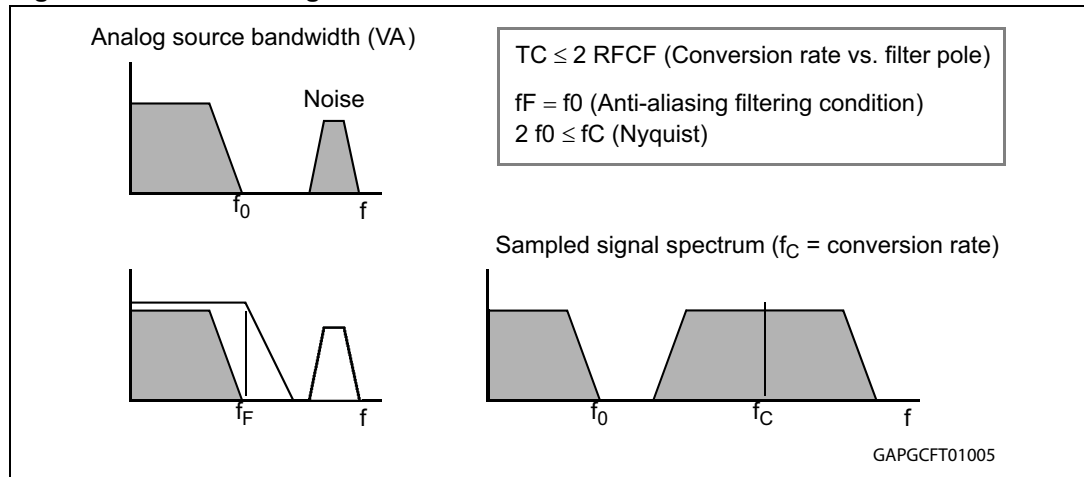 Analog source bandwidth (VA)
TC ≤ 2 RFCF (Conversion rate vs. filter pole)
fF = f0 (Anti-aliasing filtering condition)
2 f0 ≤ fC (Nyquist)
Noise
f0
f
Sampled signal spectrum (fC = conversion rate)
fF
f
f0
fC
f
GAPGCFT01005